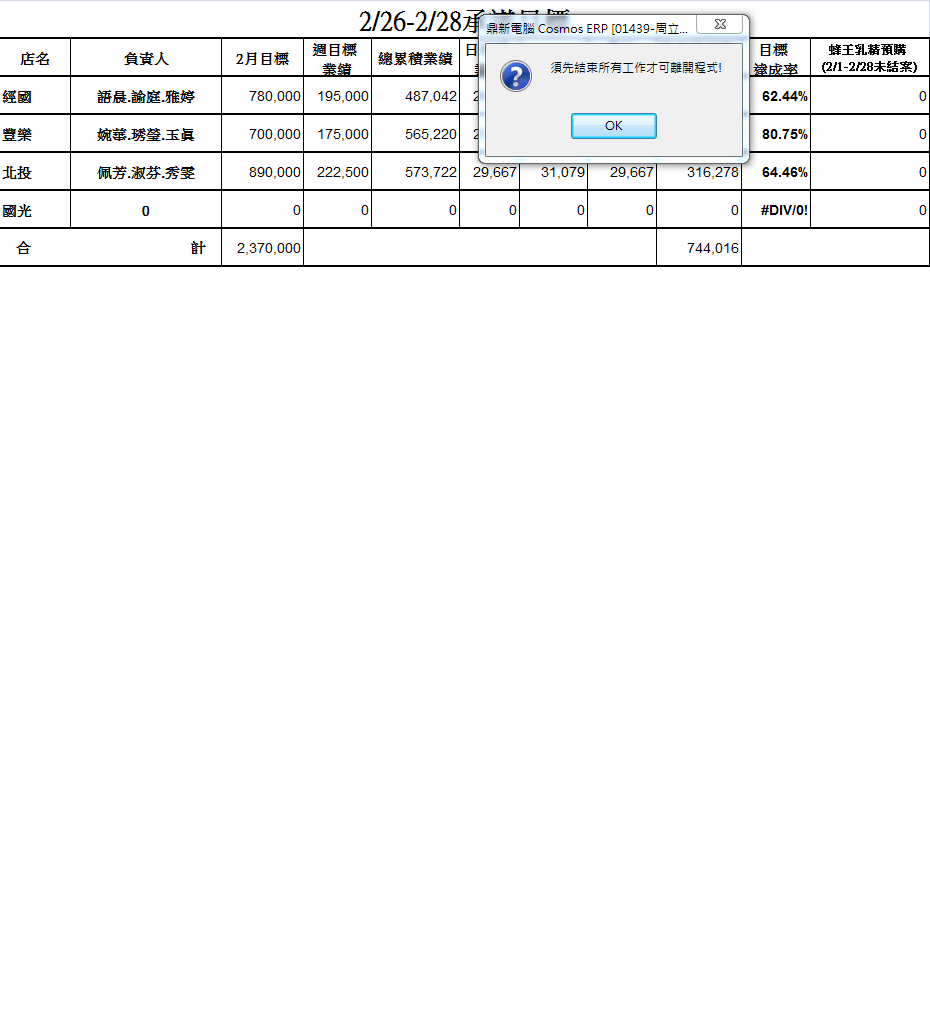 2/26-2/28承諾目標
鼎新電腦 Cosmos ERP [01439-周立...
須先結束所有工作才可離開程式!
OK
店名 負責人 2月目標 週目標業績 總累積業績 日 目標達成率 蜂王乳精預購(2/1-2/28未結案)
經國 語晨.諭庭.雅婷 780,000 195,000 487,042 2 62.44% 0
豐樂 婉華.琇瑩.玉眞 700,000 175,000 565,220 2 80.75% 0
北投 佩芳.淑芬.秀雯 890,000 222,500 573,722 29,667 31,079 29,667 316,278 64.46% 0
國光 0 0 0 0 0 0 0 0 #DIV/0! 0
合 計 2,370,000 744,016